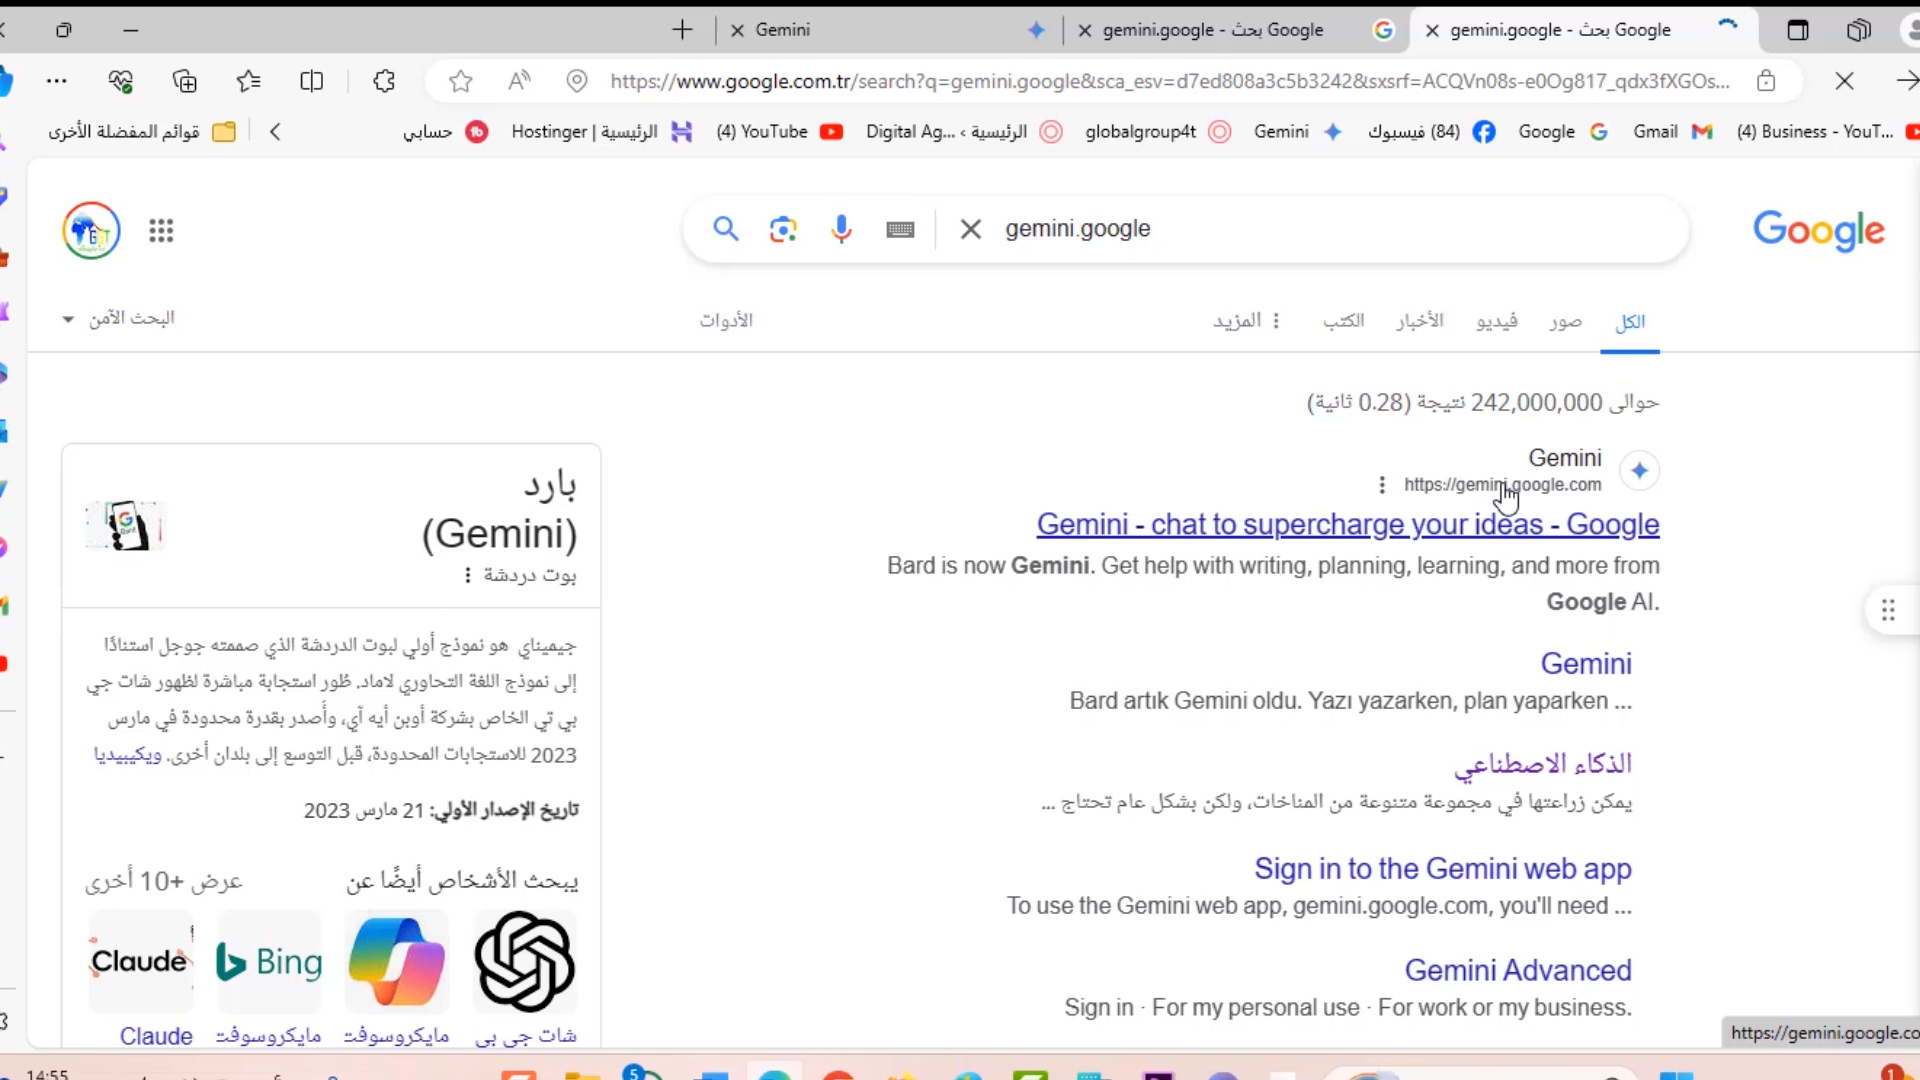 Gemini
gemini.google - بحث Google
gemini.google - بحث Google
https://www.google.com.tr/search?q=gemini.google&sca_esv=d7ed808a3c5b3242&sxsrf=ACQVn08s-e0Og817_qdx3fXGOs...
قوائم المفضلة الأخرى
حسابي
الرئيسية | Hostinger
(4) YouTube
الرئيسية ‹ Digital Ag...
globalgroup4t
Gemini
(84) فيسبوك
Google
Gmail
(4) Business - YouT...
gemini.google
Google
الكل
صور
فيديو
الأخبار
الكتب
المزيد
الأدوات
البحث الآمن
حوالى 242,000,000 نتيجة (0.28 ثانية)
Gemini
https://gemini.google.com
Gemini - chat to supercharge your ideas - Google
Bard is now Gemini. Get help with writing, planning, learning, and more from
Google AI.
Gemini
Bard artık Gemini oldu. Yazı yazarken, plan yaparken ...
الذكاء الاصطناعي
يمكن زراعتها في مجموعة متنوعة من المناخات، ولكن بشكل عام تحتاج ...
Sign in to the Gemini web app
To use the Gemini web app, gemini.google.com, you'll need ...
Gemini Advanced
Sign in · For my personal use · For work or my business.
بارد
(Gemini)
بوت دردشة
جيميناي هو نموذج أولي لبوت الدردشة الذي صممته جوجل استنادًا
إلى نموذج اللغة التحاوري لامداد. طُور استجابة مباشرة لظهور شات جي
بي تي الخاص بشركة أوبن أيه آي، وأُصدر بقدرة محدودة في مارس
2023 للاستجابات المحدودة، قبل التوسع إلى بلدان أخرى. ويكيبيديا
تاريخ الإصدار الأولي: 21 مارس 2023
يبحث الأشخاص أيضًا عن
عرض +10 أخرى
Claude
Bing
شات جي بي
مايكروسوفت
مايكروسوفت
Claude
https://gemini.google.co
14:55
5
1